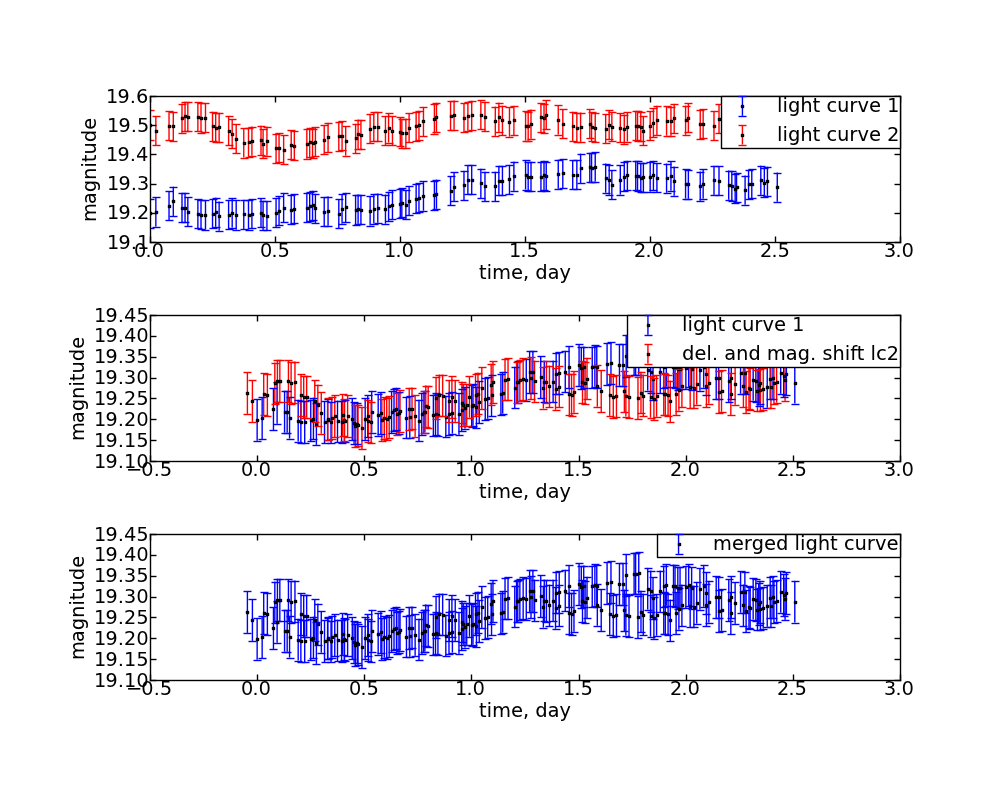 19.6
19.5
19.4
19.3
19.2
19.1
magnitude
light curve 1
light curve 2
0.0 0.5 1.0 1.5 2.0 2.5 3.0
time, day
19.45
19.40
19.35
19.30
19.25
19.20
19.15
19.10
magnitude
light curve 1
del. and mag. shift lc2
−0.5 0.0 0.5 1.0 1.5 2.0 2.5 3.0
time, day
19.45
19.40
19.35
19.30
19.25
19.20
19.15
19.10
magnitude
merged light curve
−0.5 0.0 0.5 1.0 1.5 2.0 2.5 3.0
time, day